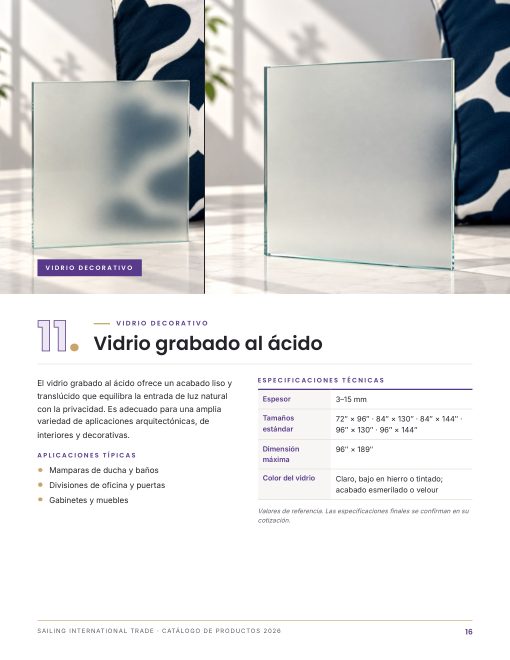 VIDRIO DECORATIVO
11.
VIDRIO DECORATIVO
Vidrio grabado al ácido
El vidrio grabado al ácido ofrece un acabado liso y
translúcido que equilibra la entrada de luz natural
con la privacidad. Es adecuado para una amplia
variedad de aplicaciones arquitectónicas, de
interiores y decorativas.
APLICACIONES TÍPICAS
Mamparas de ducha y baños
Divisiones de oficina y puertas
Gabinetes y muebles
ESPECIFICACIONES TÉCNICAS
Espesor 3–15 mm
Tamaños 72″ × 96″ · 84″ × 130″ · 84″ × 144″ ·
estándar 96″ × 130″ · 96″ × 144″
Dimensión 96″ × 189″
máxima
Color del vidrio Claro, bajo en hierro o tintado;
acabado esmerilado o velour
Valores de referencia. Las especificaciones finales se confirman en su
cotización.
SAILING INTERNATIONAL TRADE · CATÁLOGO DE PRODUCTOS 2026
16